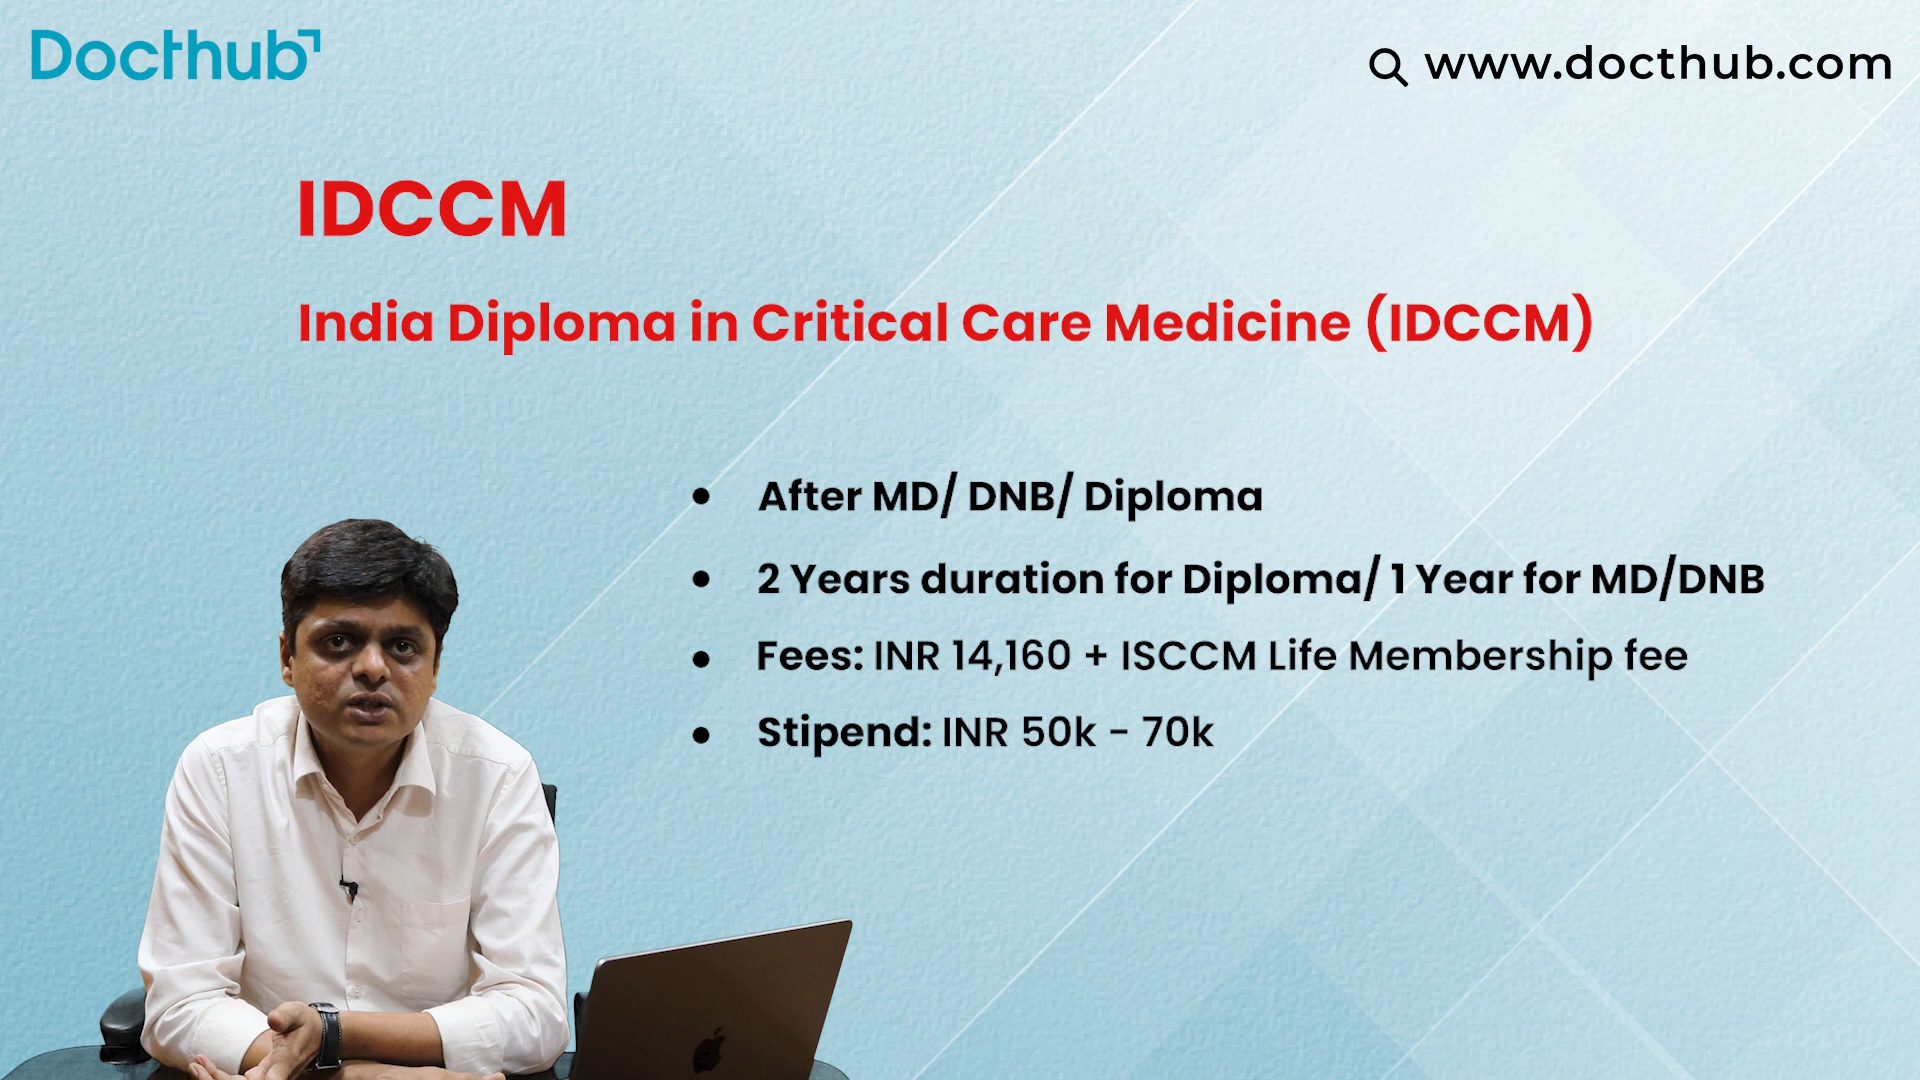 Docthub
www.docthub.com
IDCCM
India Diploma in Critical Care Medicine (IDCCM)
• After MD/ DNB/ Diploma
• 2 Years duration for Diploma/ 1 Year for MD/DNB
• Fees: INR 14,160 + ISCCM Life Membership fee
• Stipend: INR 50k - 70k